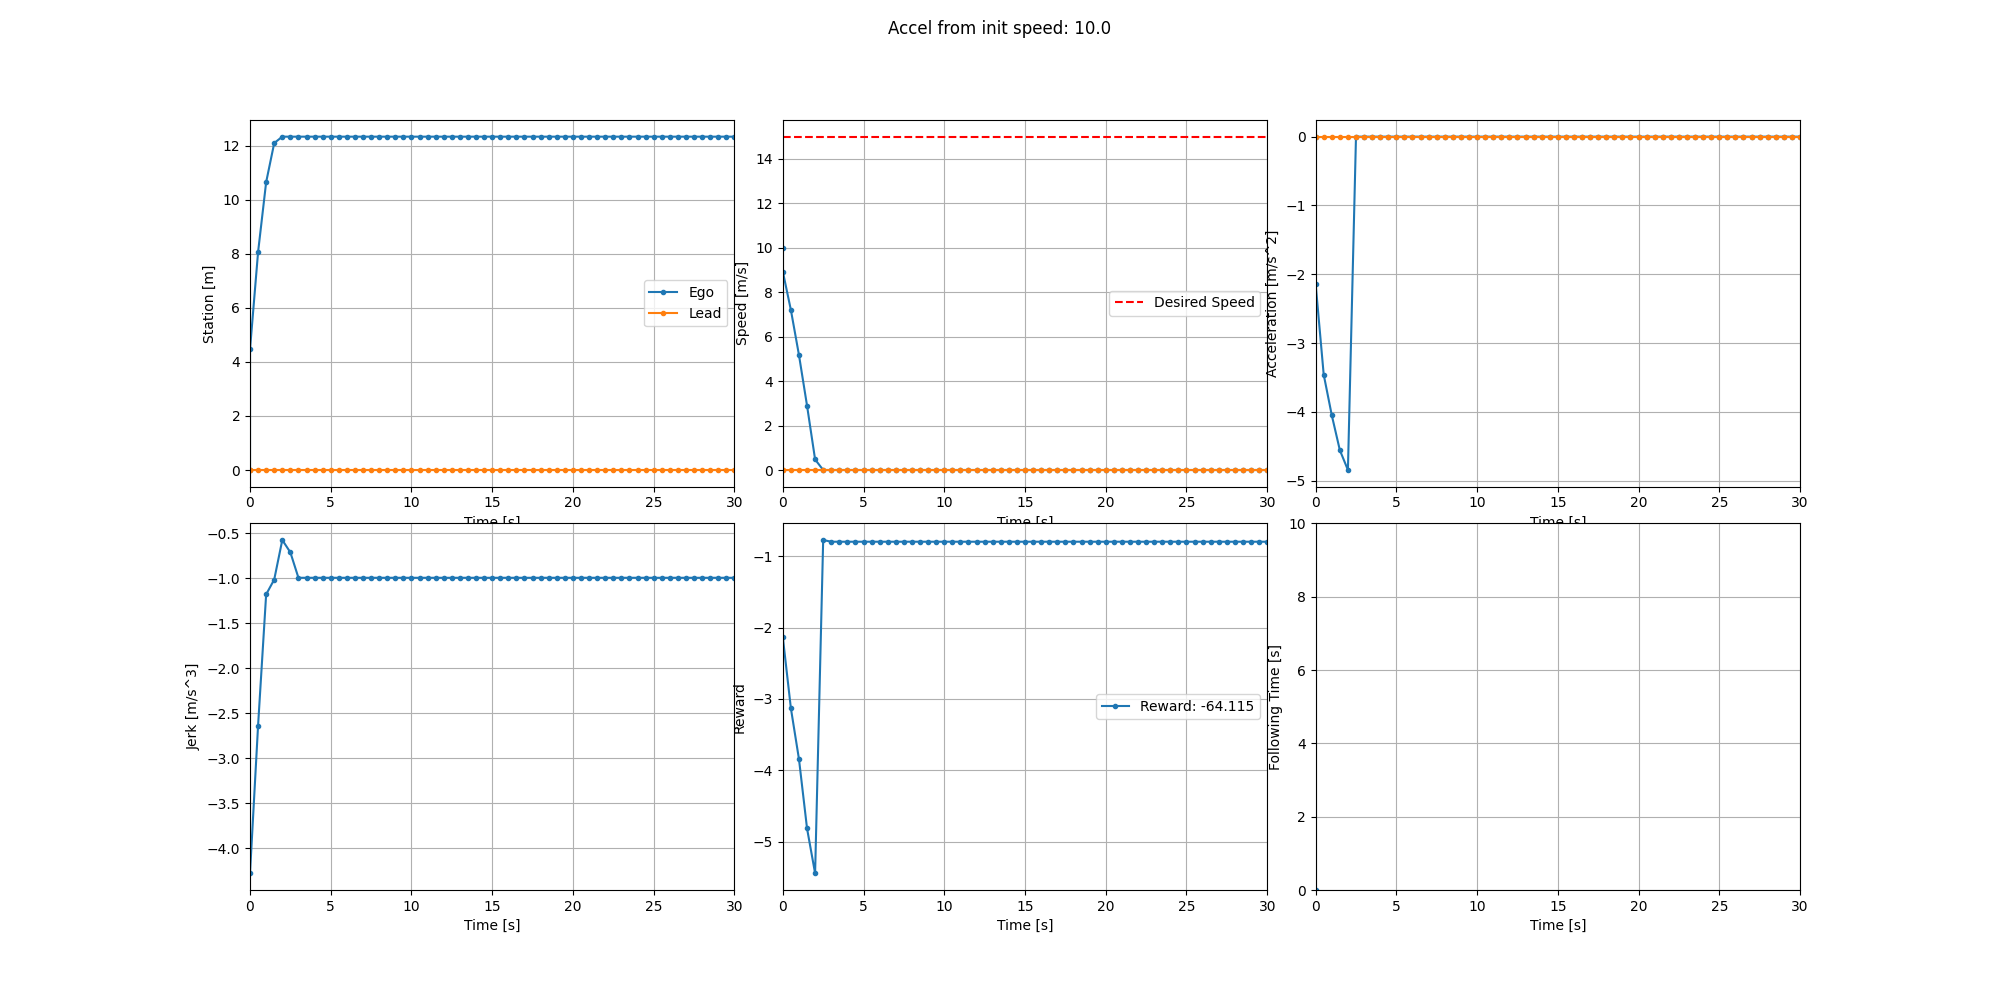 Accel from init speed: 10.0
12
10
8
6
4
2
0
Station [m]
0 5 10 15 20 25 30
Time [s]
Ego
Lead
14
12
10
8
6
4
2
0
Speed [m/s]
0 5 10 15 20 25 30
Time [s]
Desired Speed
0
−1
−2
−3
−4
−5
Acceleration [m/s^2]
0 5 10 15 20 25 30
Time [s]
−0.5
−1.0
−1.5
−2.0
−2.5
−3.0
−3.5
−4.0
Jerk [m/s^3]
0 5 10 15 20 25 30
Time [s]
−1
−2
−3
−4
−5
Reward
0 5 10 15 20 25 30
Time [s]
Reward: -64.115
10
8
6
4
2
0
Following Time [s]
0 5 10 15 20 25 30
Time [s]